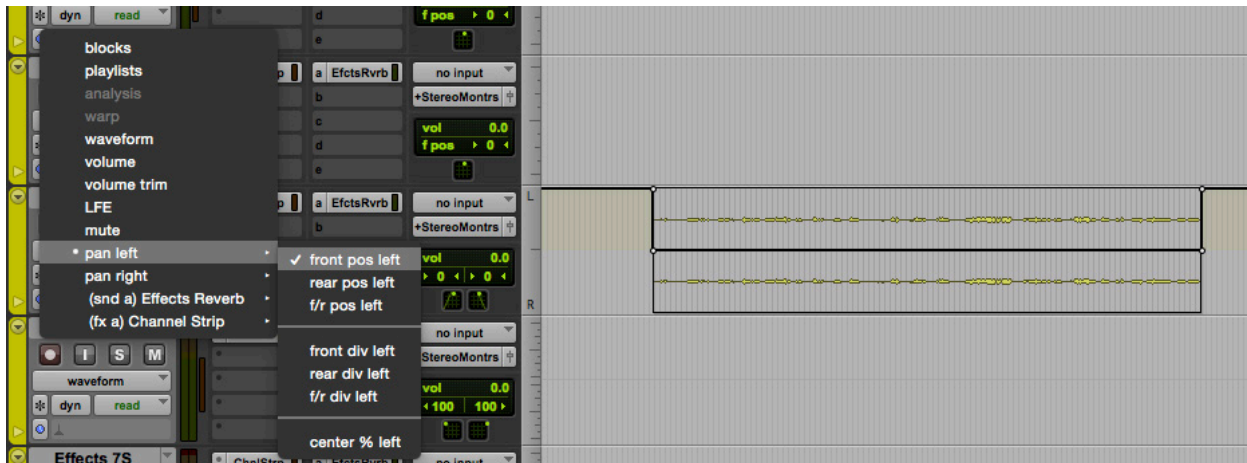 dyn read
d
f pos 0
e
blocks
playlists
analysis
warp
waveform
volume
volume trim
LFE
mute
• pan left
pan right
(snd a) Effects Reverb
(fx a) Channel Strip
✓ front pos left
rear pos left
f/r pos left
front div left
rear div left
f/r div left
center % left
p a EfctsRvrb no input
b +StereoMontrs
c
vol 0.0
d f pos 0
e
p a EfctsRvrb no input
b +StereoMontrs
vol 0.0
0 0
L
R
no input
I S M
StereoMontrs
waveform
vol 0.0
dyn read
100 100
Effects 7S
no input